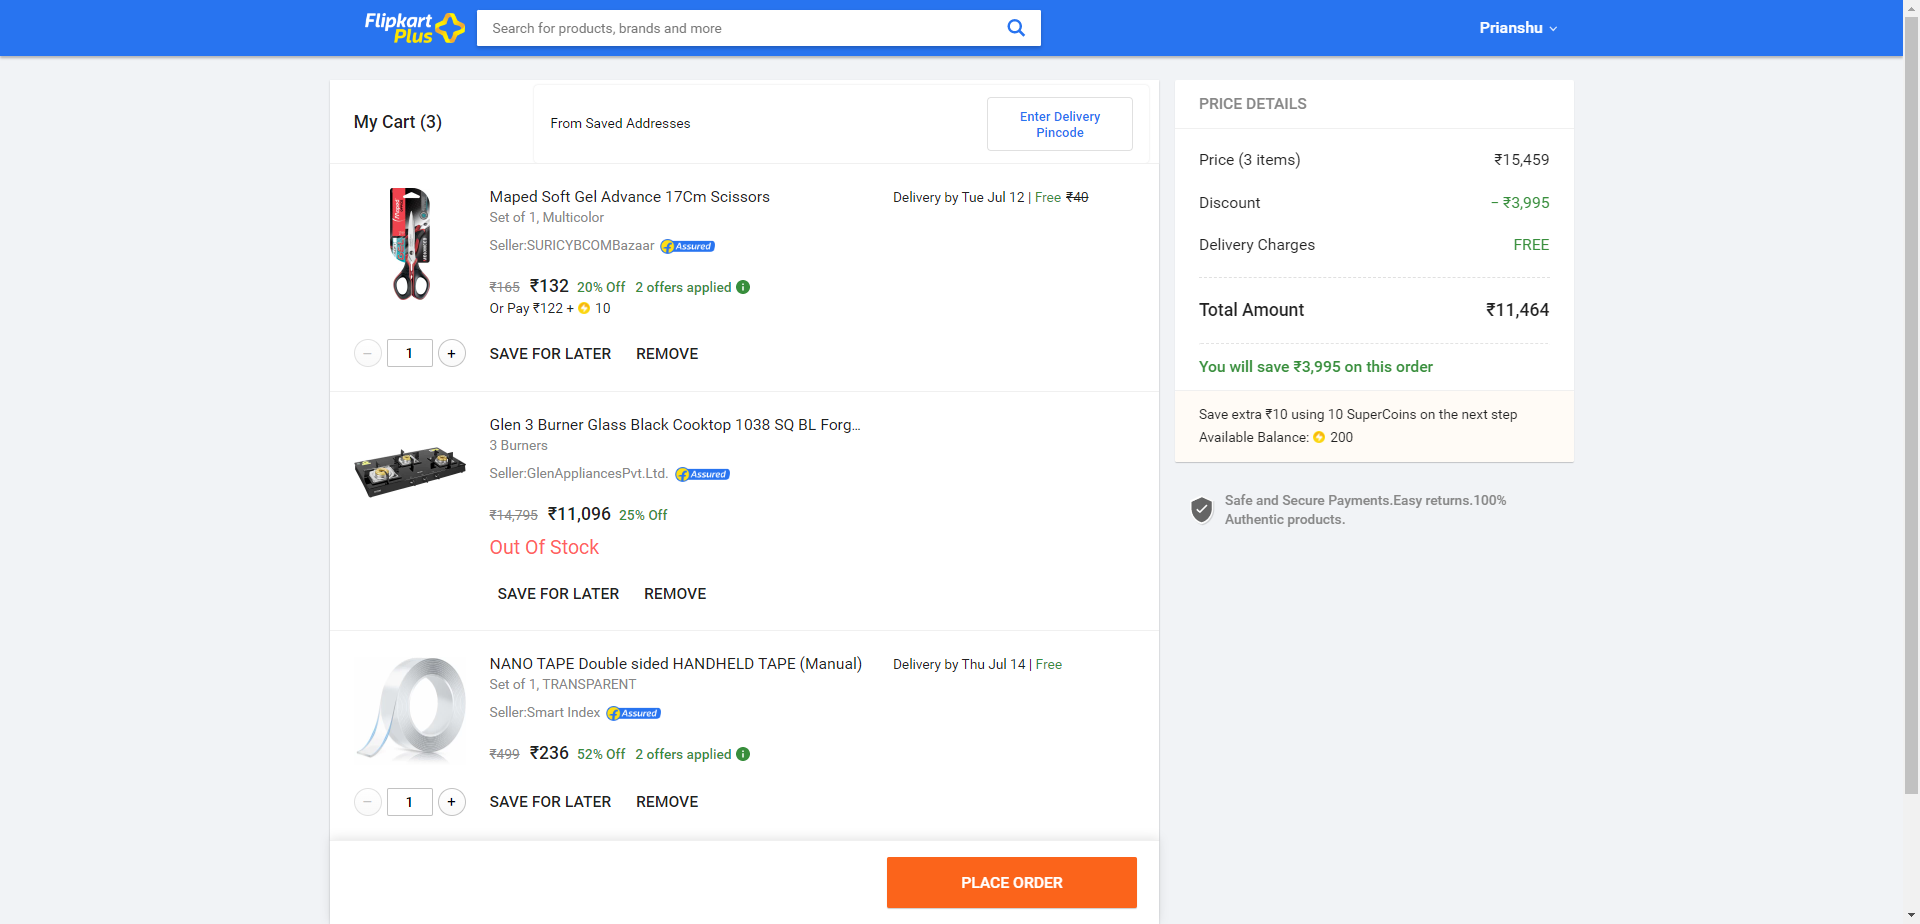 Flipkart
Plus
Search for products, brands and more
Prianshu
My Cart (3)
From Saved Addresses
Enter Delivery
Pincode
Maped Soft Gel Advance 17Cm Scissors
Set of 1, Multicolor
Seller:SURICYBCOMBazaar Assured
₹165 ₹132 20% Off 2 offers applied
Or Pay ₹122 + 10
Delivery by Tue Jul 12 | Free ₹40
− 1 + SAVE FOR LATER REMOVE
Glen 3 Burner Glass Black Cooktop 1038 SQ BL Forg...
3 Burners
Seller:GlenAppliancesPvt.Ltd. Assured
₹14,795 ₹11,096 25% Off
Out Of Stock
SAVE FOR LATER REMOVE
NANO TAPE Double sided HANDHELD TAPE (Manual)
Set of 1, TRANSPARENT
Seller:Smart Index Assured
₹499 ₹236 52% Off 2 offers applied
Delivery by Thu Jul 14 | Free
− 1 + SAVE FOR LATER REMOVE
PLACE ORDER
PRICE DETAILS
Price (3 items) ₹15,459
Discount − ₹3,995
Delivery Charges FREE
Total Amount ₹11,464
You will save ₹3,995 on this order
Save extra ₹10 using 10 SuperCoins on the next step
Available Balance: 200
Safe and Secure Payments.Easy returns.100%
Authentic products.